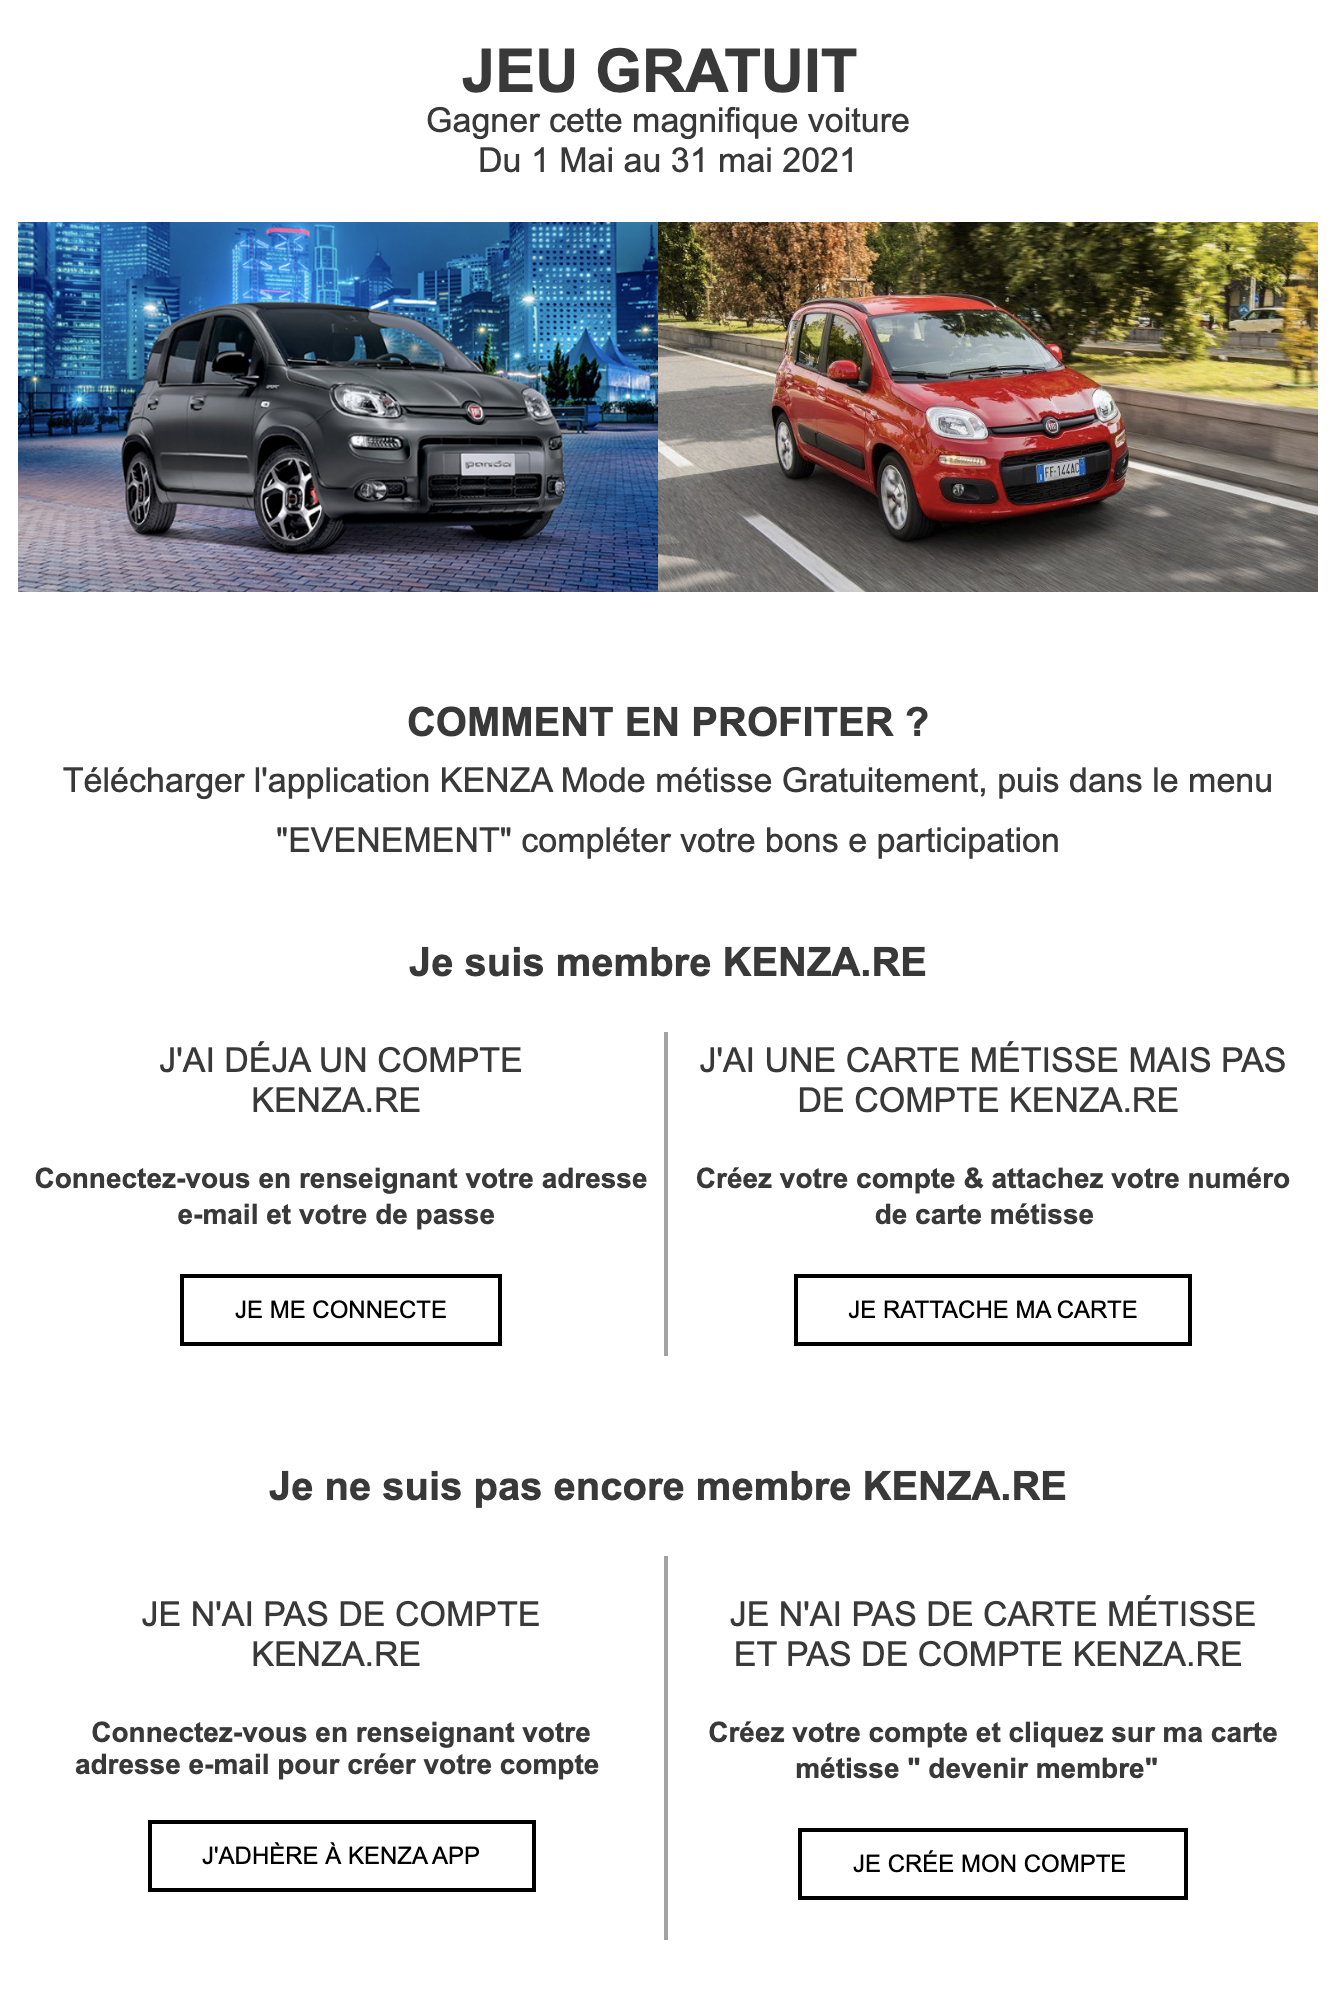 JEU GRATUIT
Gagner cette magnifique voiture
Du 1 Mai au 31 mai 2021
panda
FF·144AC
COMMENT EN PROFITER ?
Télécharger l'application KENZA Mode métisse Gratuitement, puis dans le menu
"EVENEMENT" compléter votre bons e participation
Je suis membre KENZA.RE
J'AI DÉJA UN COMPTE
KENZA.RE
Connectez-vous en renseignant votre adresse
e-mail et votre de passe
JE ME CONNECTE
J'AI UNE CARTE MÉTISSE MAIS PAS
DE COMPTE KENZA.RE
Créez votre compte & attachez votre numéro
de carte métisse
JE RATTACHE MA CARTE
Je ne suis pas encore membre KENZA.RE
JE N'AI PAS DE COMPTE
KENZA.RE
Connectez-vous en renseignant votre
adresse e-mail pour créer votre compte
J'ADHÈRE À KENZA APP
JE N'AI PAS DE CARTE MÉTISSE
ET PAS DE COMPTE KENZA.RE
Créez votre compte et cliquez sur ma carte
métisse " devenir membre"
JE CRÉE MON COMPTE